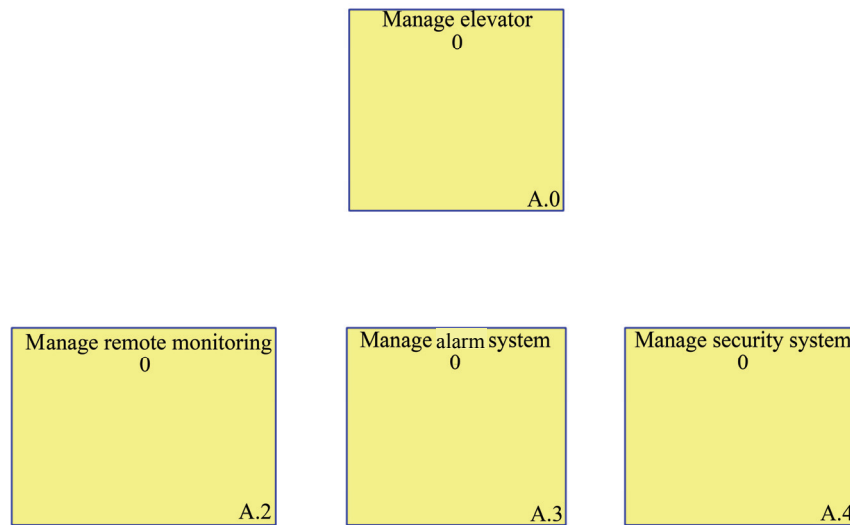 Manage elevator
0
A.0
Manage remote monitoring
0
A.2
Manage alarm system
0
A.3
Manage security system
0
A.4